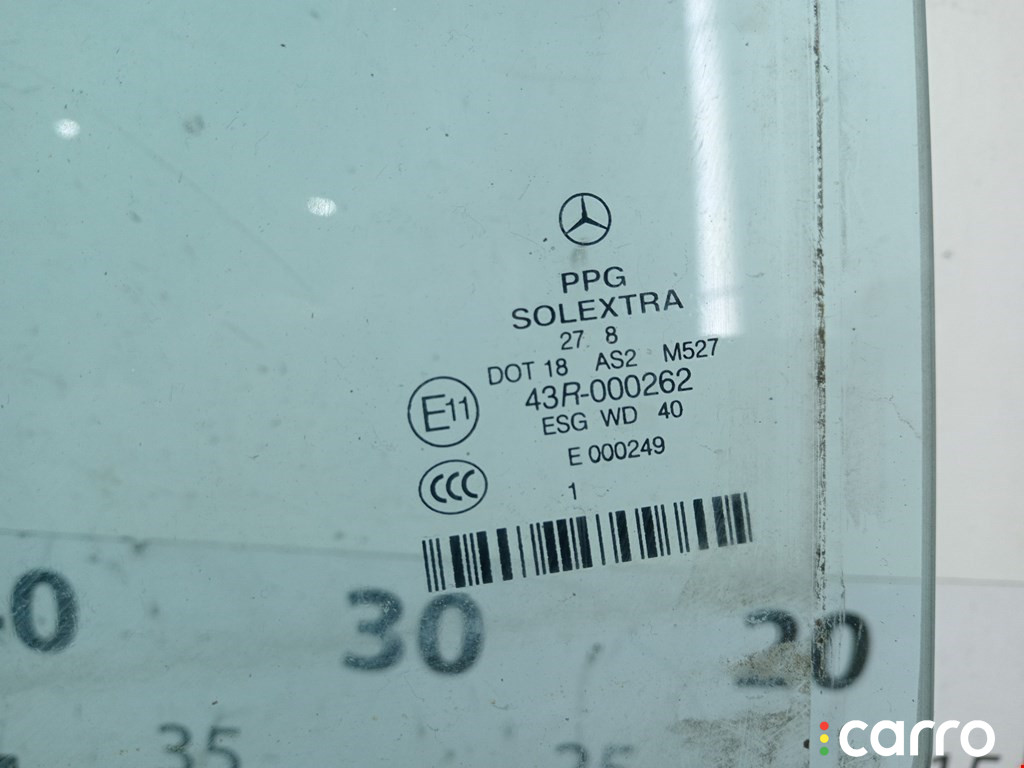 PPG
SOLEXTRA
27 8
DOT 18 AS2 M527
43R-000262
E11
ESG WD 40
E 000249
CCC
1
30
20
35
carro